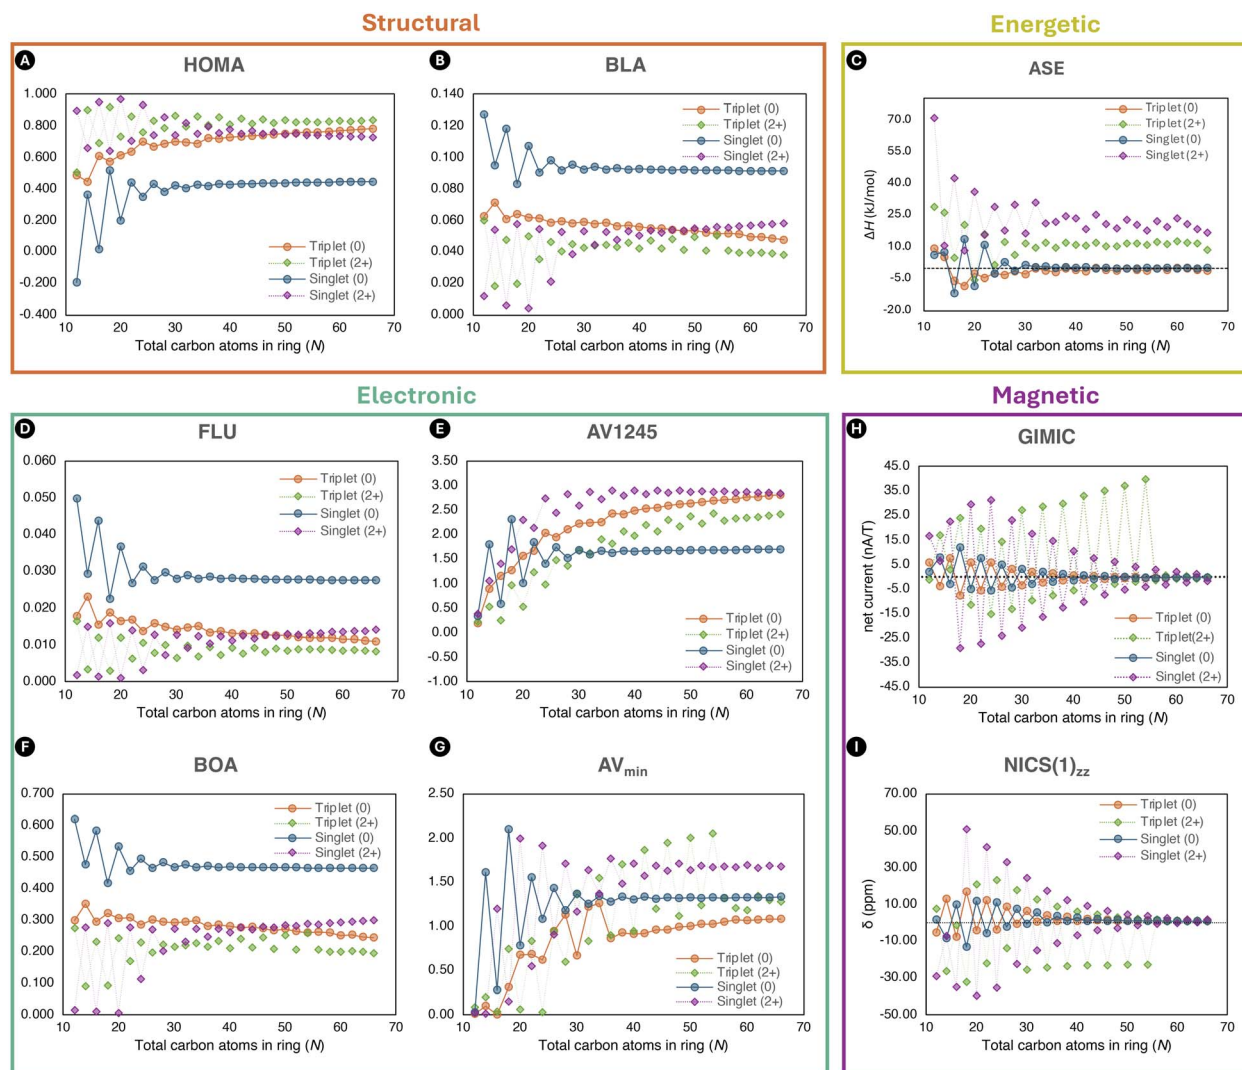 Structural
Energetic
A
HOMA
1.000
0.800
0.600
0.400
0.200
0.000
-0.200
-0.400
10 20 30 40 50 60 70
Total carbon atoms in ring (N)
Triplet (0)
Triplet (2+)
Singlet (0)
Singlet (2+)
B
BLA
0.140
0.120
0.100
0.080
0.060
0.040
0.020
0.000
10 20 30 40 50 60 70
Total carbon atoms in ring (N)
Triplet (0)
Triplet (2+)
Singlet (0)
Singlet (2+)
C
ASE
ΔH (kJ/mol)
70.0
55.0
40.0
25.0
10.0
-5.0
-20.0
10 20 30 40 50 60 70
Total carbon atoms in ring (N)
Triplet (0)
Triplet (2+)
Singlet (0)
Singlet (2+)
Electronic
Magnetic
D
FLU
0.060
0.050
0.040
0.030
0.020
0.010
0.000
10 20 30 40 50 60 70
Total carbon atoms in ring (N)
Triplet (0)
Triplet (2+)
Singlet (0)
Singlet (2+)
E
AV1245
3.50
3.00
2.50
2.00
1.50
1.00
0.50
0.00
-0.50
-1.00
10 20 30 40 50 60 70
Total carbon atoms in ring (N)
Triplet (0)
Triplet (2+)
Singlet (0)
Singlet (2+)
H
GIMIC
net current (nA/T)
45.0
35.0
25.0
15.0
5.0
-5.0
-15.0
-25.0
-35.0
-45.0
10 20 30 40 50 60 70
Total carbon atoms in ring (N)
Triplet (0)
Triplet(2+)
Singlet (0)
Singlet (2+)
F
BOA
0.700
0.600
0.500
0.400
0.300
0.200
0.100
0.000
10 20 30 40 50 60 70
Total carbon atoms in ring (N)
Triplet (0)
Triplet (2+)
Singlet (0)
Singlet (2+)
G
AVmin
2.50
2.00
1.50
1.00
0.50
0.00
10 20 30 40 50 60 70
Total carbon atoms in ring (N)
Triplet (0)
Triplet (2+)
Singlet (0)
Singlet (2+)
I
NICS(1)zz
δ (ppm)
70.00
50.00
30.00
10.00
-10.00
-30.00
-50.00
10 20 30 40 50 60 70
Total carbon atoms in ring (N)
Triplet (0)
Triplet (2+)
Singlet (0)
Singlet (2+)